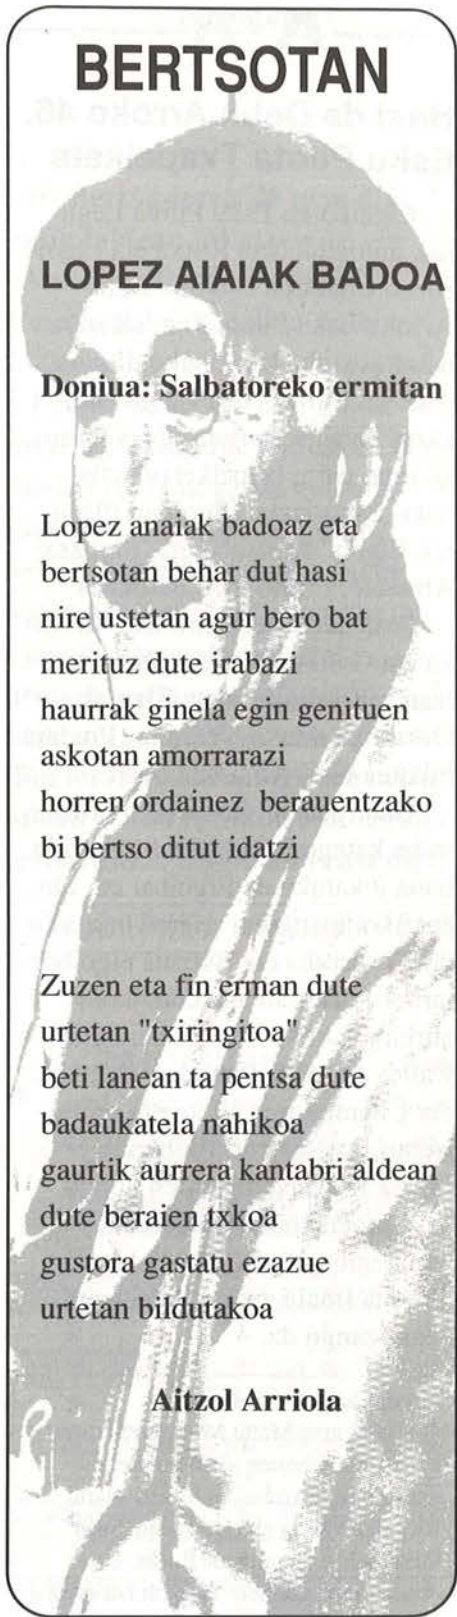 BERTSOTAN
LOPEZ AIAIAK BADOA
Doniua: Salbatoreko ermitan
Lopez anaiak badoaz eta
bertsotan behar dut hasi
nire ustetan agur bero bat
merituz dute irabazi
haurrak ginela egin genituen
askotan amorrarazi
horren ordainez berauentzako
bi bertso ditut idatzi
Zuzen eta fin erman dute
urtetan "txiringitoa"
beti lanean ta pentsa dute
badaukatela nahikoa
gaurtik aurrera kantabri aldean
dute beraien txkoa
gustora gastatu ezazue
urtetan bildutakoa
Aitzol Arriola